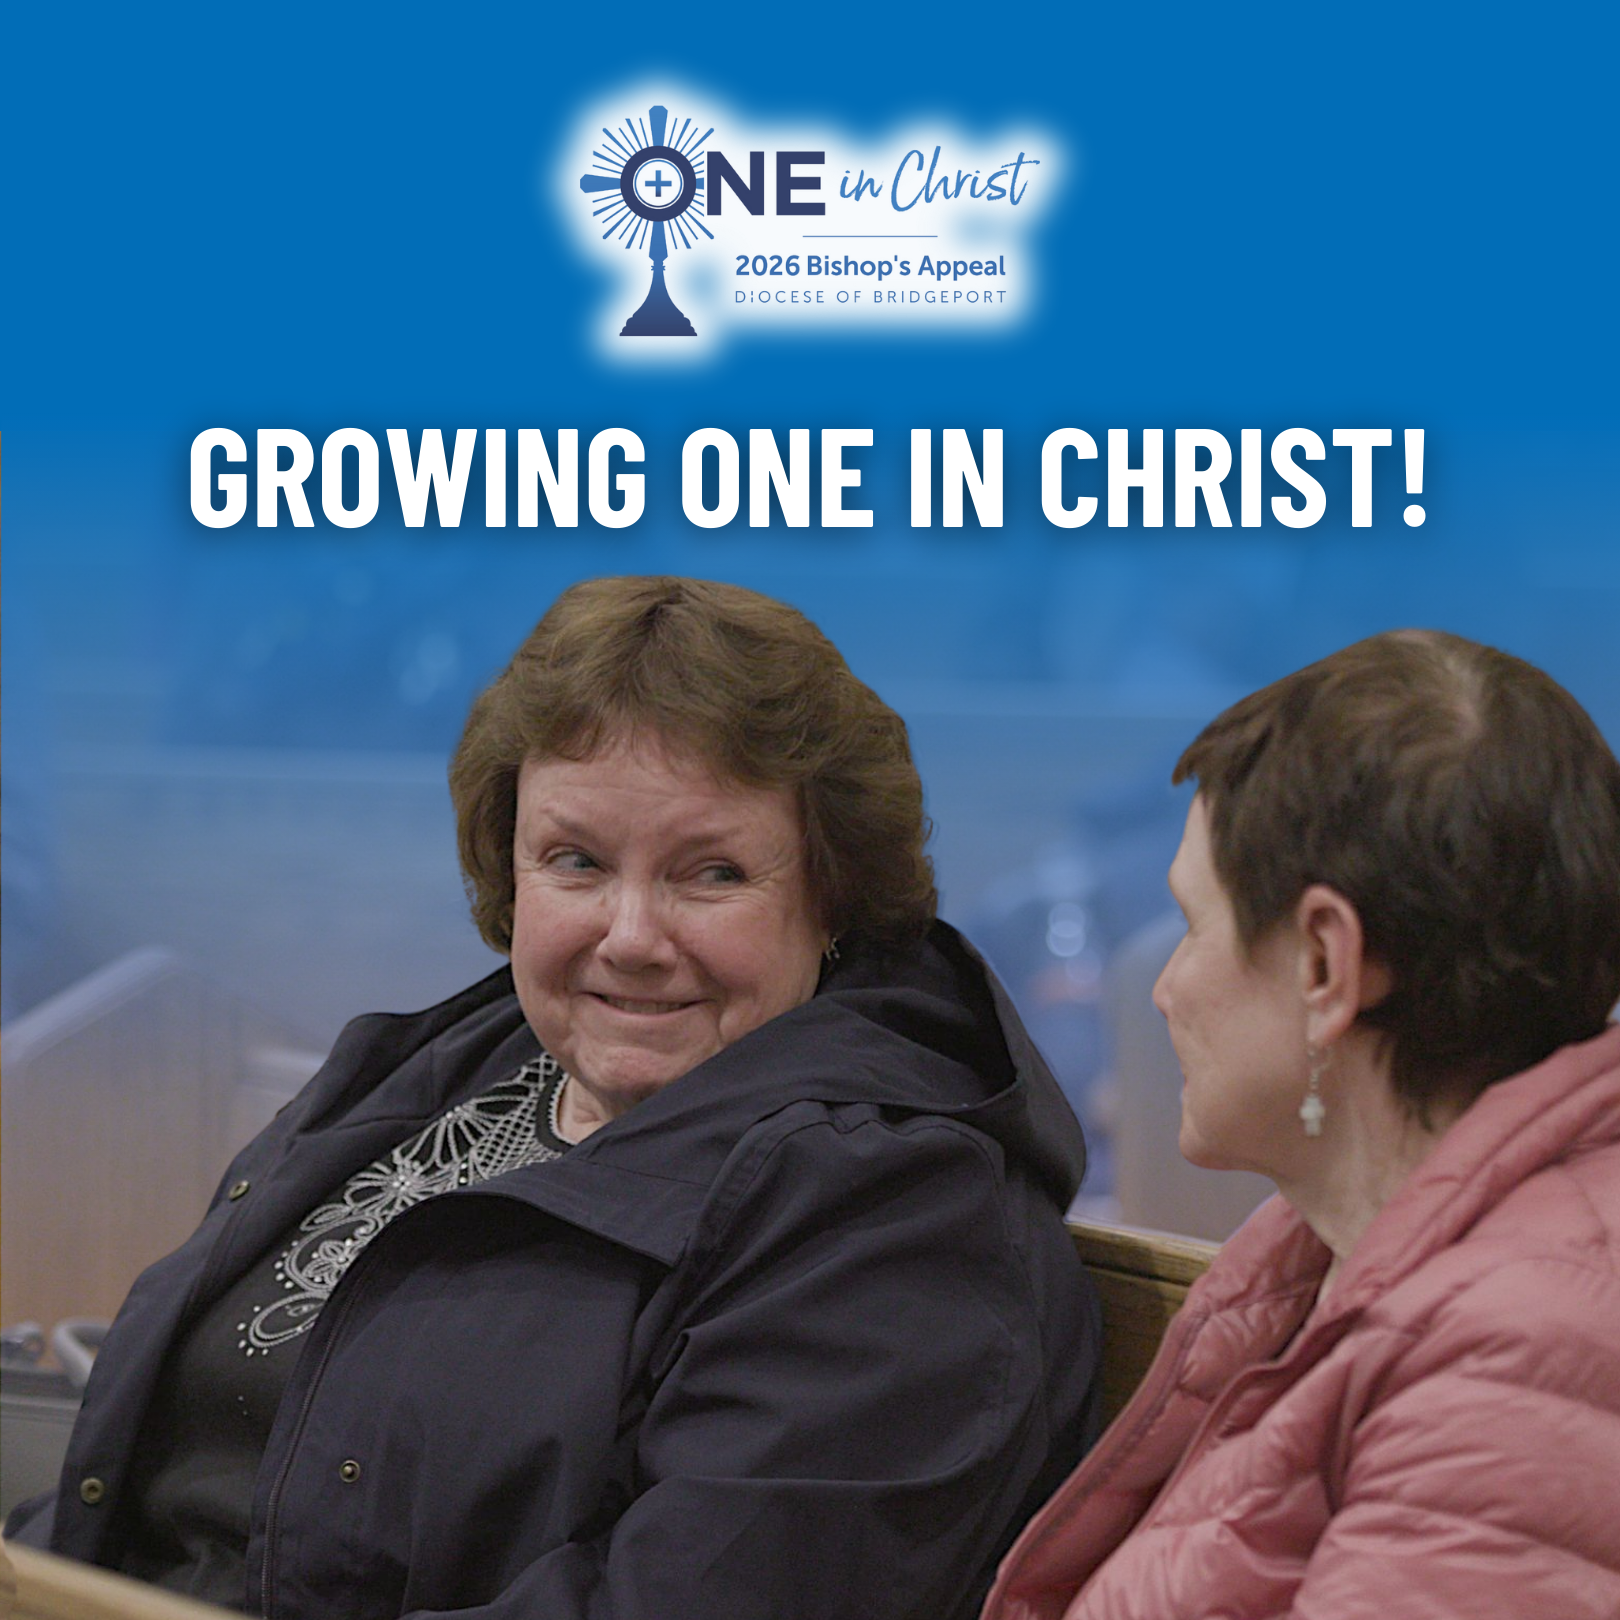 ONE in Christ
2026 Bishop's Appeal
DIOCESE OF BRIDGEPORT
GROWING ONE IN CHRIST!